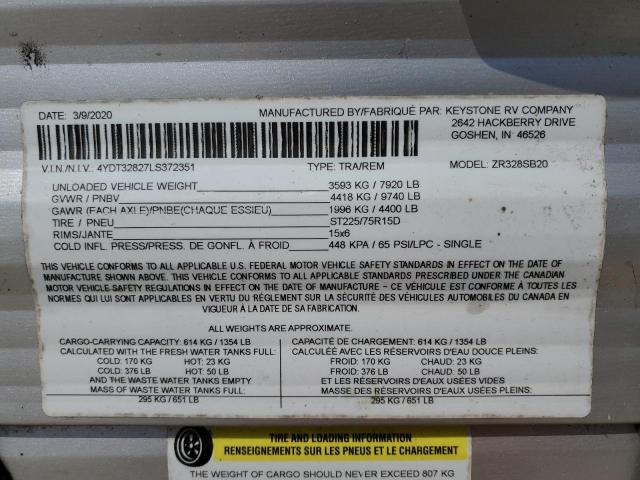 DATE: 3/9/2020
MANUFACTURED BY/FABRIQUÉ PAR: KEYSTONE RV COMPANY
2642 HACKBERRY DRIVE
GOSHEN, IN 46526
V.I.N./N.I.V.: 4YDT32827LS372351 TYPE: TRA/REM MODEL: ZR328SB20
UNLOADED VEHICLE WEIGHT 3593 KG / 7920 LB
GVWR / PNBV 4418 KG / 9740 LB
GAWR (EACH AXLE)/PNBE(CHAQUE ESSIEU) 1996 KG / 4400 LB
TIRE / PNEU ST225/75R15D
RIMS/JANTE 15x6
COLD INFL. PRESS/PRESS. DE GONFL. À FROID 448 KPA / 65 PSI/LPC - SINGLE
THIS VEHICLE CONFORMS TO ALL APPLICABLE U.S. FEDERAL MOTOR VEHICLE SAFETY STANDARDS IN EFFECT ON THE DATE OF
MANUFACTURE SHOWN ABOVE. THIS VEHICLE CONFORMS TO ALL APPLICABLE STANDARDS PRESCRIBED UNDER THE CANADIAN
MOTOR VEHICLE SAFETY REGULATIONS IN EFFECT ON THE DATE OF MANUFACTURE – CE VÉHICULE EST CONFORME À TOUTES LES
NORMES QUI LUI SONT APPLICABLES EN VERTU DU RÈGLEMENT SUR LA SÉCURITÉ DES VÉHICULES AUTOMOBILES DU CANADA EN
VIGUEUR À LA DATE DE SA FABRICATION.
ALL WEIGHTS ARE APPROXIMATE.
CARGO-CARRYING CAPACITY: 614 KG / 1354 LB
CALCULATED WITH THE FRESH WATER TANKS FULL:
COLD: 170 KG HOT: 23 KG
COLD: 376 LB HOT: 50 LB
AND THE WASTE WATER TANKS EMPTY
MASS OF WASTE WATER TANKS FULL:
295 KG / 651 LB
CAPACITÉ DE CHARGEMENT: 614 KG / 1354 LB
CALCULÉE AVEC LES RÉSERVOIRS D'EAU DOUCE PLEINS:
FROID: 170 KG CHAUD: 23 KG
FROID: 376 LB CHAUD: 50 LB
ET LES RÉSERVOIRS D'EAUX USÉES VIDES
MASSE DES RÉSERVOIRS D'EAUX USÉES PLEINS:
295 KG / 651 LB
TIRE AND LOADING INFORMATION
RENSEIGNEMENTS SUR LES PNEUS ET LE CHARGEMENT
THE WEIGHT OF CARGO SHOULD NEVER EXCEED 807 KG